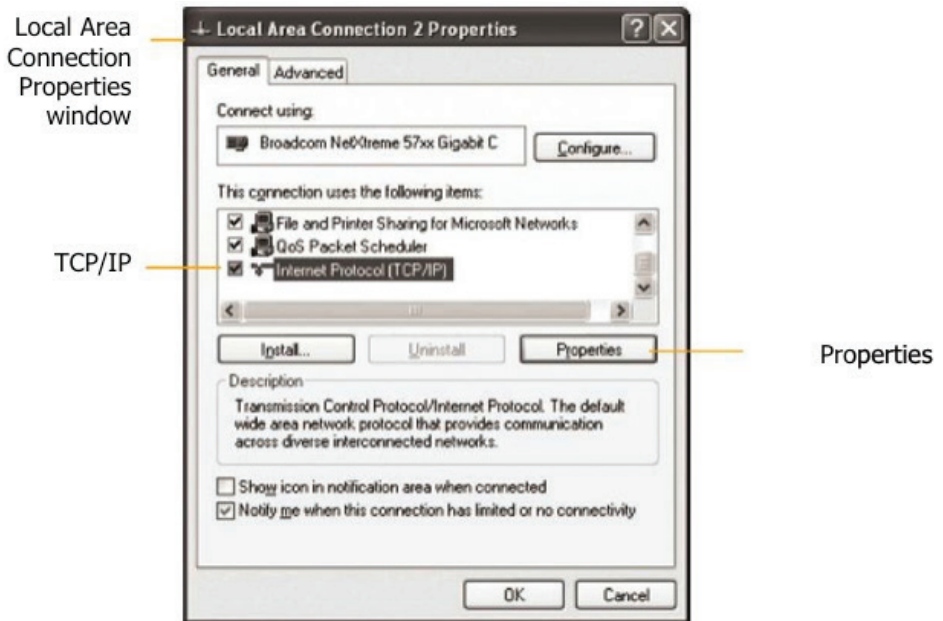 Local Area
Connection
Properties
window
Local Area Connection 2 Properties
General
Advanced
Connect using:
Broadcom NetXtreme 57xx Gigabit C
Configure...
This connection uses the following items:
File and Printer Sharing for Microsoft Networks
QoS Packet Scheduler
TCP/IP
Internet Protocol (TCP/IP)
Install...
Uninstall
Properties
Properties
Description
Transmission Control Protocol/Internet Protocol. The default
wide area network protocol that provides communication
across diverse interconnected networks.
Show icon in notification area when connected
Notify me when this connection has limited or no connectivity
OK
Cancel